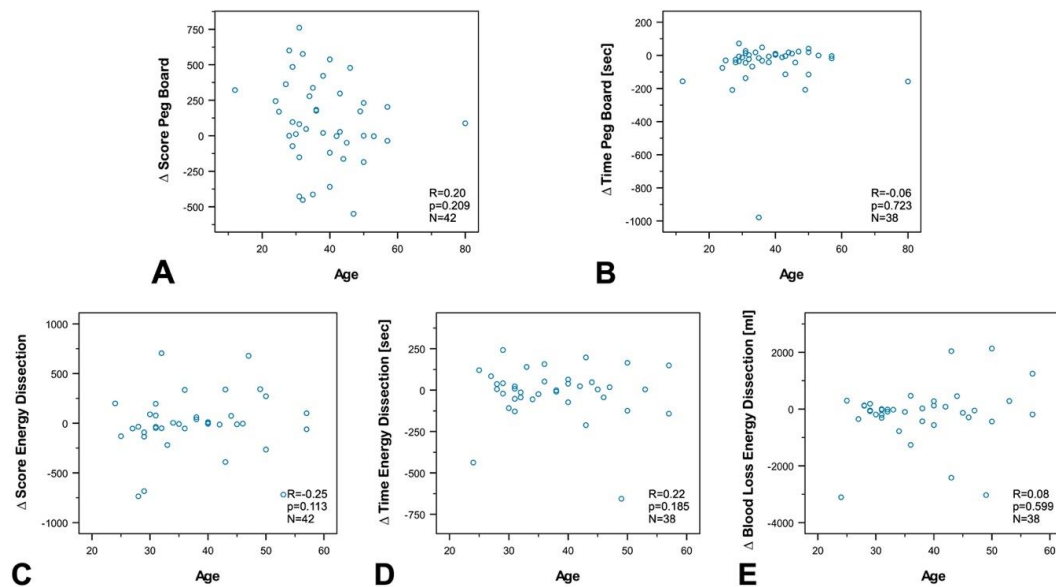 750
500
250
0
-250
-500
Δ Score Peg Board
20 40 60 80
Age
R=0.20
p=0.209
N=42
A
200
0
-200
-400
-600
-800
-1000
Δ Time Peg Board [sec]
20 40 60 80
Age
R=-0.06
p=0.723
N=38
B
1000
500
0
-500
-1000
Δ Score Energy Dissection
20 30 40 50 60
Age
R=-0.25
p=0.113
N=42
C
250
0
-250
-500
-750
Δ Time Energy Dissection [sec]
20 30 40 50 60
Age
R=0.22
p=0.185
N=38
D
2000
0
-2000
-4000
Δ Blood Loss Energy Dissection [ml]
20 30 40 50 60
Age
R=0.08
p=0.599
N=38
E